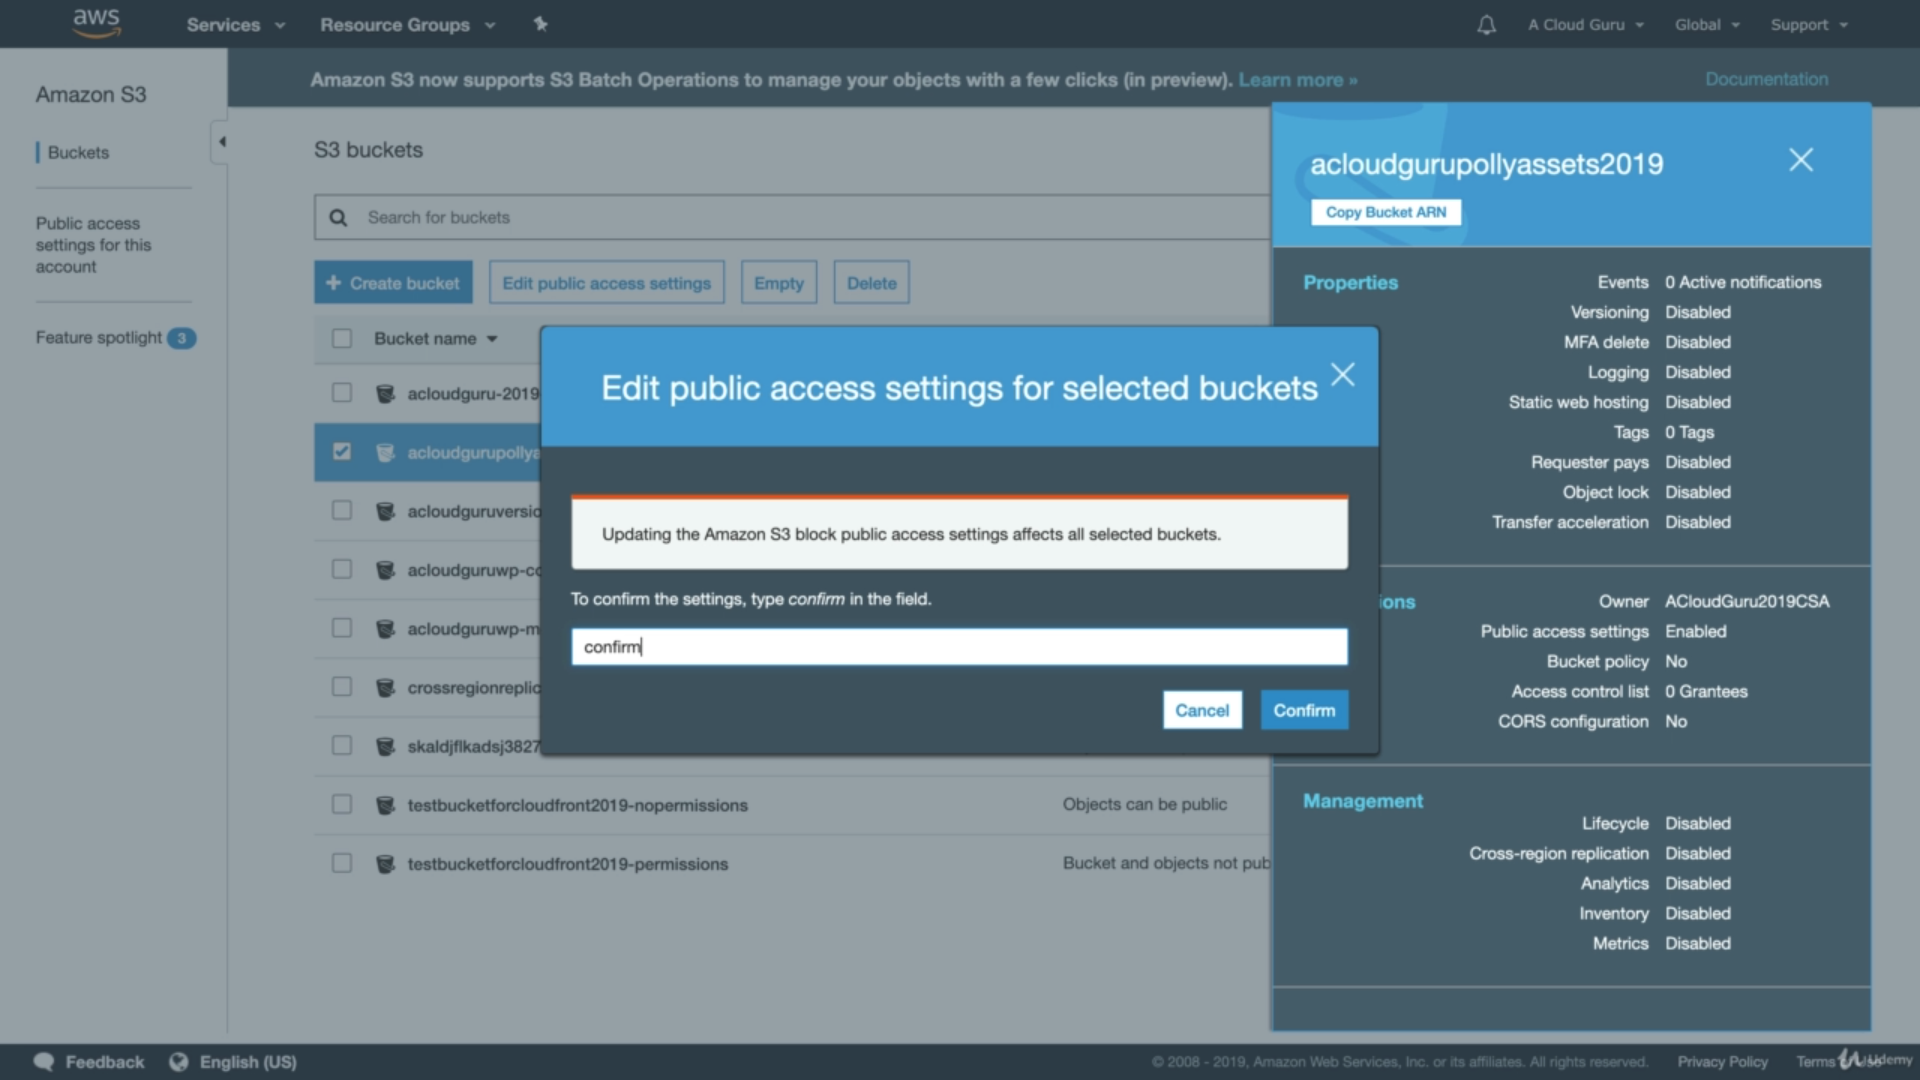 aws
Services
Resource Groups
A Cloud Guru
Global
Support
Amazon S3
Buckets
Public access
settings for this
account
Feature spotlight 3
Amazon S3 now supports S3 Batch Operations to manage your objects with a few clicks (in preview). Learn more »
Documentation
S3 buckets
Search for buckets
+ Create bucket
Edit public access settings
Empty
Delete
Bucket name
acloudguru-2019
acloudgurupollya
acloudguruversio
acloudguruwp-co
acloudguruwp-m
crossregionreplic
skaldjflkadsj3827
testbucketforcloudfront2019-nopermissions
Objects can be public
testbucketforcloudfront2019-permissions
Bucket and objects not pub
Edit public access settings for selected buckets
Updating the Amazon S3 block public access settings affects all selected buckets.
To confirm the settings, type confirm in the field.
confirm
Cancel
Confirm
acloudgurupollyassets2019
Copy Bucket ARN
Properties
Events 0 Active notifications
Versioning Disabled
MFA delete Disabled
Logging Disabled
Static web hosting Disabled
Tags 0 Tags
Requester pays Disabled
Object lock Disabled
Transfer acceleration Disabled
ions
Owner ACloudGuru2019CSA
Public access settings Enabled
Bucket policy No
Access control list 0 Grantees
CORS configuration No
Management
Lifecycle Disabled
Cross-region replication Disabled
Analytics Disabled
Inventory Disabled
Metrics Disabled
Feedback
English (US)
© 2008 - 2019, Amazon Web Services, Inc. or its affiliates. All rights reserved.
Privacy Policy
Terms
Udemy